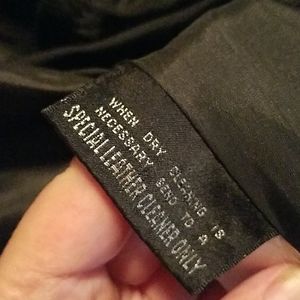 WHEN DRY CLEANING IS
NECESSARY SEND TO A
SPECIAL LEATHER CLEANER ONLY